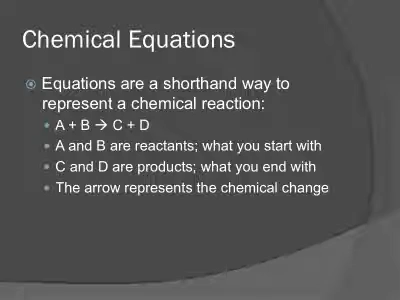 Chemical Equations
Equations are a shorthand way to
represent a chemical reaction:
A + B → C + D
A and B are reactants; what you start with
C and D are products; what you end with
The arrow represents the chemical change